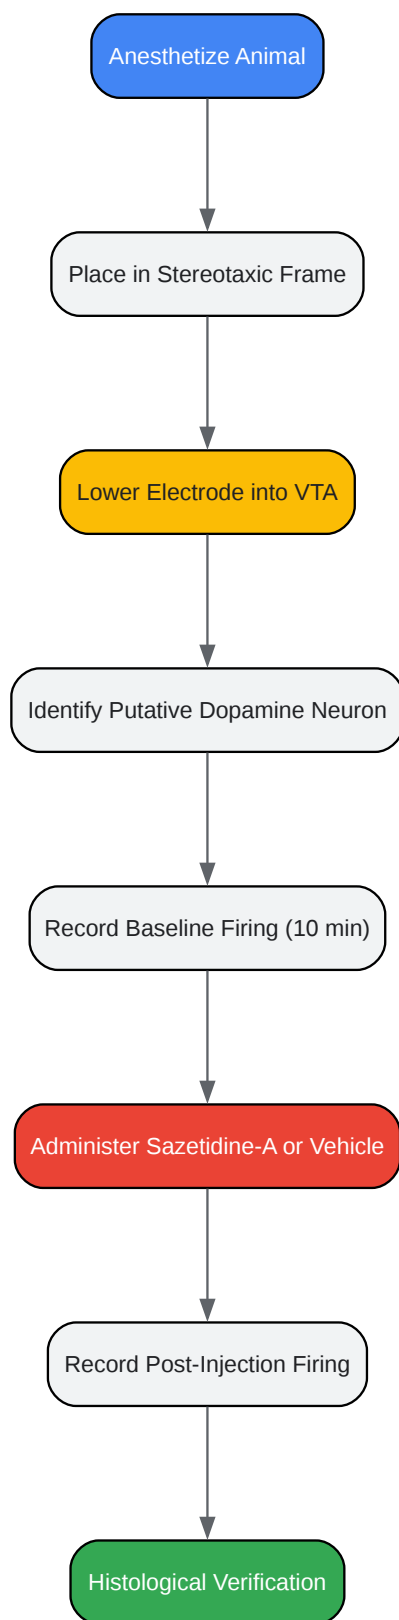 Anesthetize Animal
Place in Stereotaxic Frame
Lower Electrode into VTA
Identify Putative Dopamine Neuron
Record Baseline Firing (10 min)
Administer Sazetidine-A or Vehicle
Record Post-Injection Firing
Histological Verification